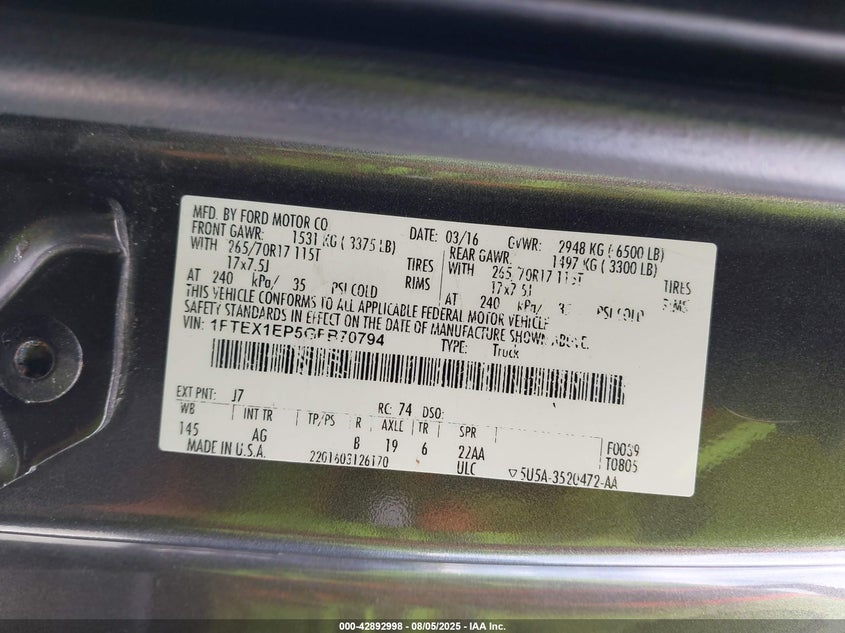 MFD. BY FORD MOTOR CO.
DATE: 03/16 GVWR: 2948 KG ( 6500 LB)
FRONT GAWR: 1531 KG ( 3375 LB)
REAR GAWR: 1497 KG ( 3300 LB)
WITH 265/70R17 115T TIRES
WITH 265/70R17 115T TIRES
17x7.5J RIMS
17x7.5J RIMS
AT 240 kPa/ 35 PSI COLD
AT 240 kPa/ 35 PSI COLD
THIS VEHICLE CONFORMS TO ALL APPLICABLE FEDERAL MOTOR VEHICLE
SAFETY STANDARDS IN EFFECT ON THE DATE OF MANUFACTURE SHOWN ABOVE.
VIN: 1FTEX1EP5GFB70794
TYPE: Truck
EXT PNT: J7 RC: 74 DSO:
WB INT TR TP/PS R AXLE TR SPR
145 AG B 19 6 22AA
F0039
T0805
MADE IN U.S.A. 2201603126170 ULC
▽5U5A-3520472-AA
000-42892998 - 08/05/2025 - IAA Inc.